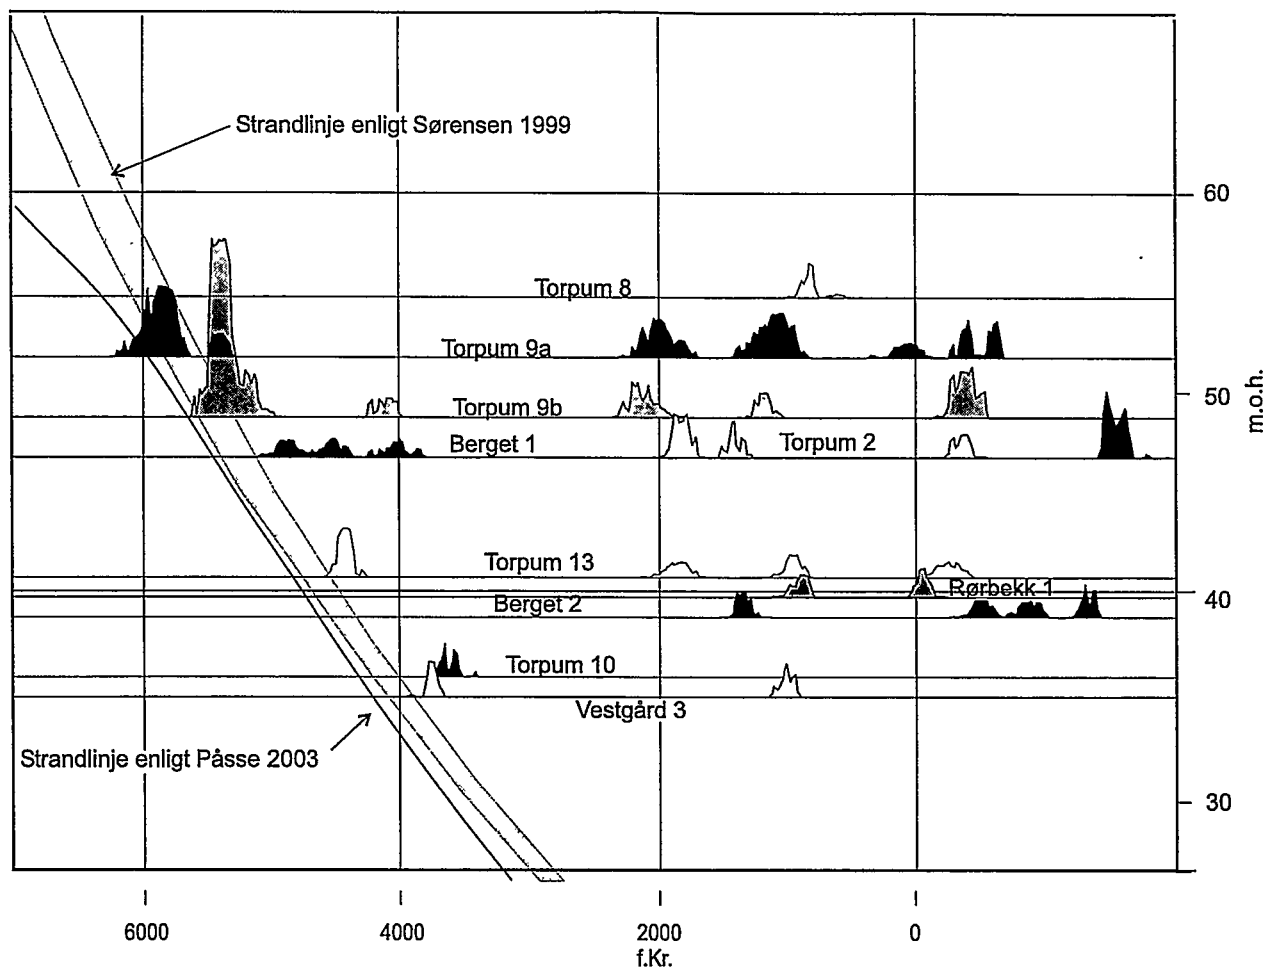 Strandlinje enligt Sørensen 1999
60
Torpum 8
Torpum 9a
50
Torpum 9b
m.o.h.
Berget 1
Torpum 2
Torpum 13
Rørbekk 1
40
Berget 2
Torpum 10
Vestgård 3
Strandlinje enligt Påsse 2003
30
6000
4000
2000
0
f.Kr.